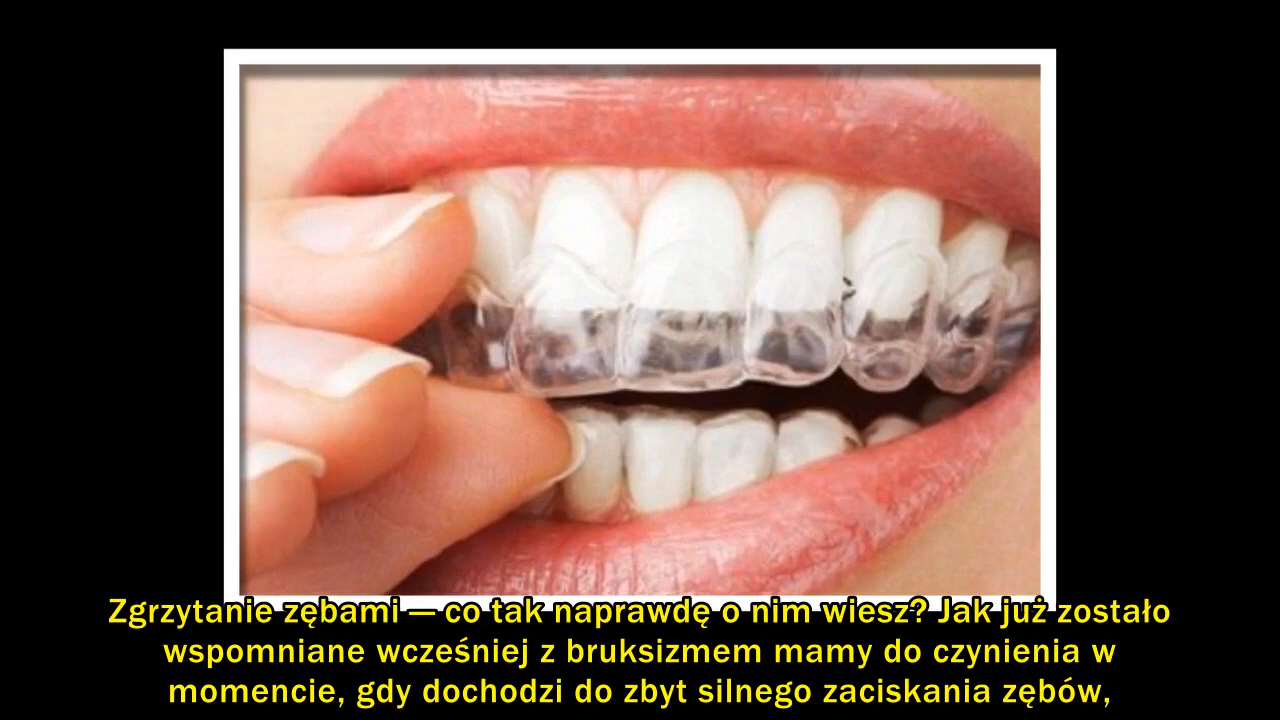 Zgrzytanie zębami — co tak naprawdę o nim wiesz? Jak już zostało
wspomniane wcześniej z bruksizmem mamy do czynienia w
momencie, gdy dochodzi do zbyt silnego zaciskania zębów,